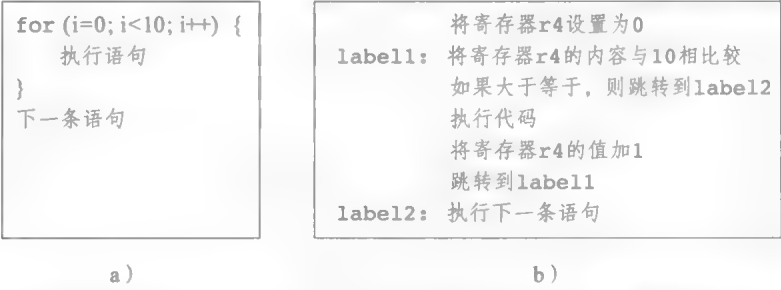 for (i=0; i<10; i++) {
执行语句
}
下一条语句
将寄存器r4设置为0
label1: 将寄存器r4的内容与10相比较
如果大于等于，则跳转到label2
执行代码
将寄存器r4的值加1
跳转到label1
label2: 执行下一条语句
a）
b）